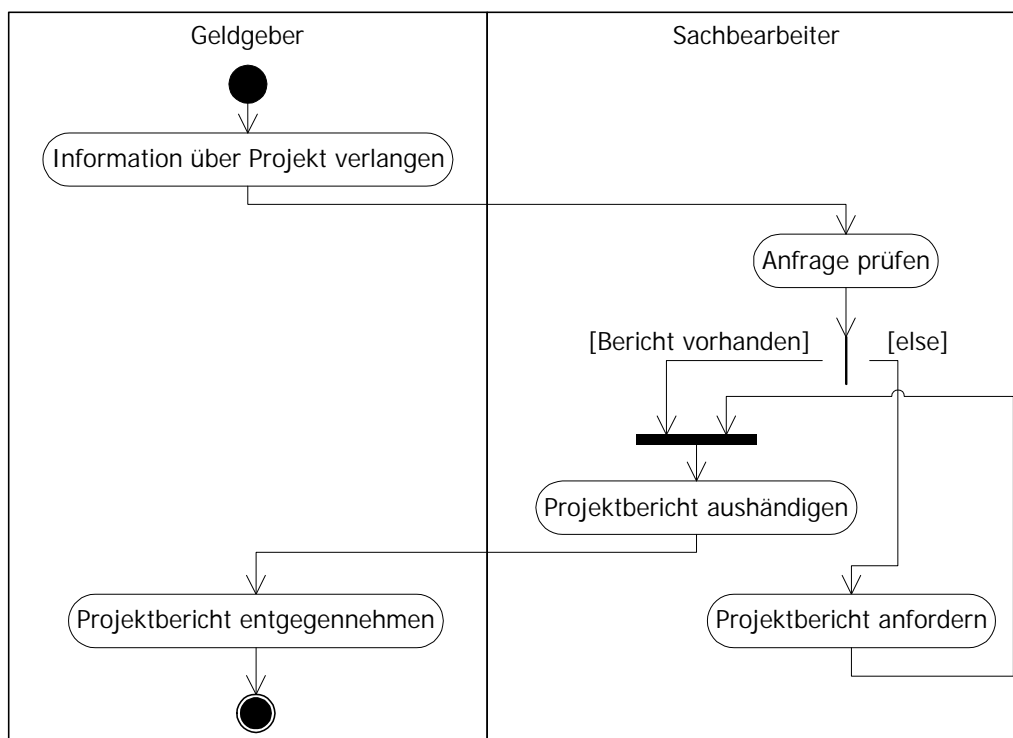 Geldgeber
Sachbearbeiter
Information über Projekt verlangen
Anfrage prüfen
[Bericht vorhanden]
[else]
Projektbericht aushändigen
Projektbericht entgegennehmen
Projektbericht anfordern